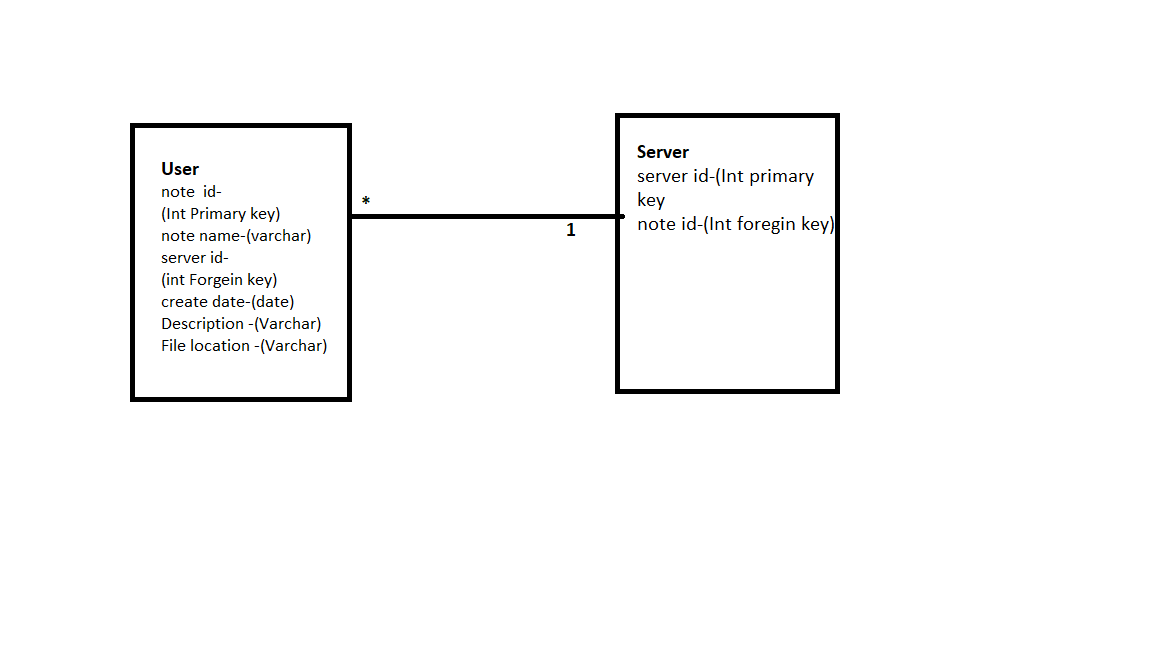 User
note  id-
(Int Primary key)
note name-(varchar)
server id-
(int Forgein key)
create date-(date)
Description -(Varchar)
File location -(Varchar)
*
1
Server
server id-(Int primary
key
note id-(Int foregin key)